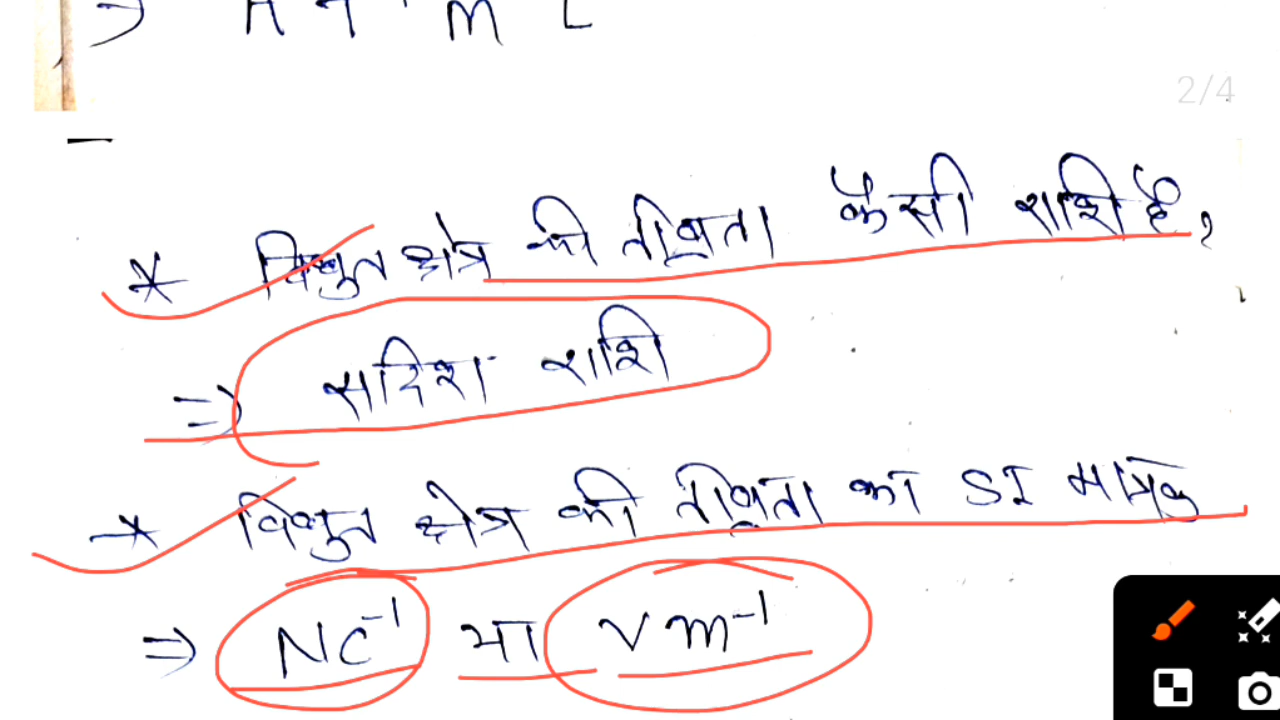 2/4
* विद्युत क्षेत्र की तीव्रता कैसी राशि है,
=> सदिश राशि
* विद्युत क्षेत्र की तीव्रता का SI मात्रक
=> NC⁻¹ या Vm⁻¹